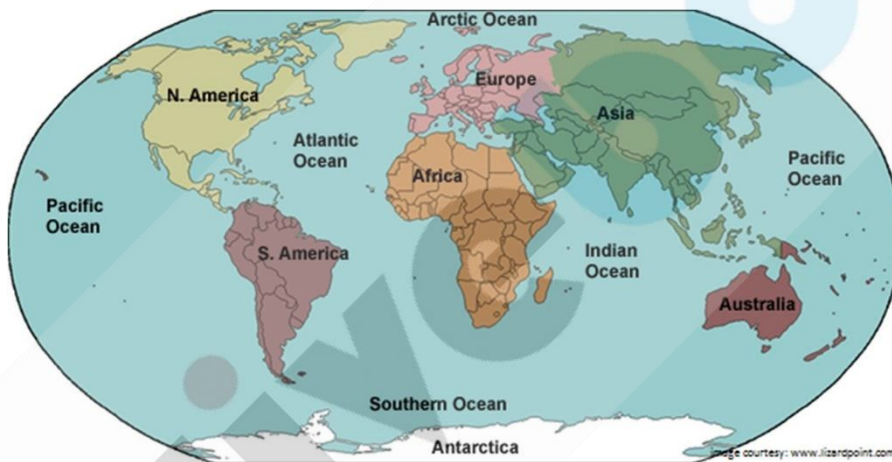 Arctic Ocean
Europe
N. America
Asia
Atlantic
Ocean
Pacific
Ocean
Africa
Pacific
Ocean
S. America
Indian
Ocean
Australia
Southern Ocean
Antarctica
image courtesy: www.lizardpoint.com